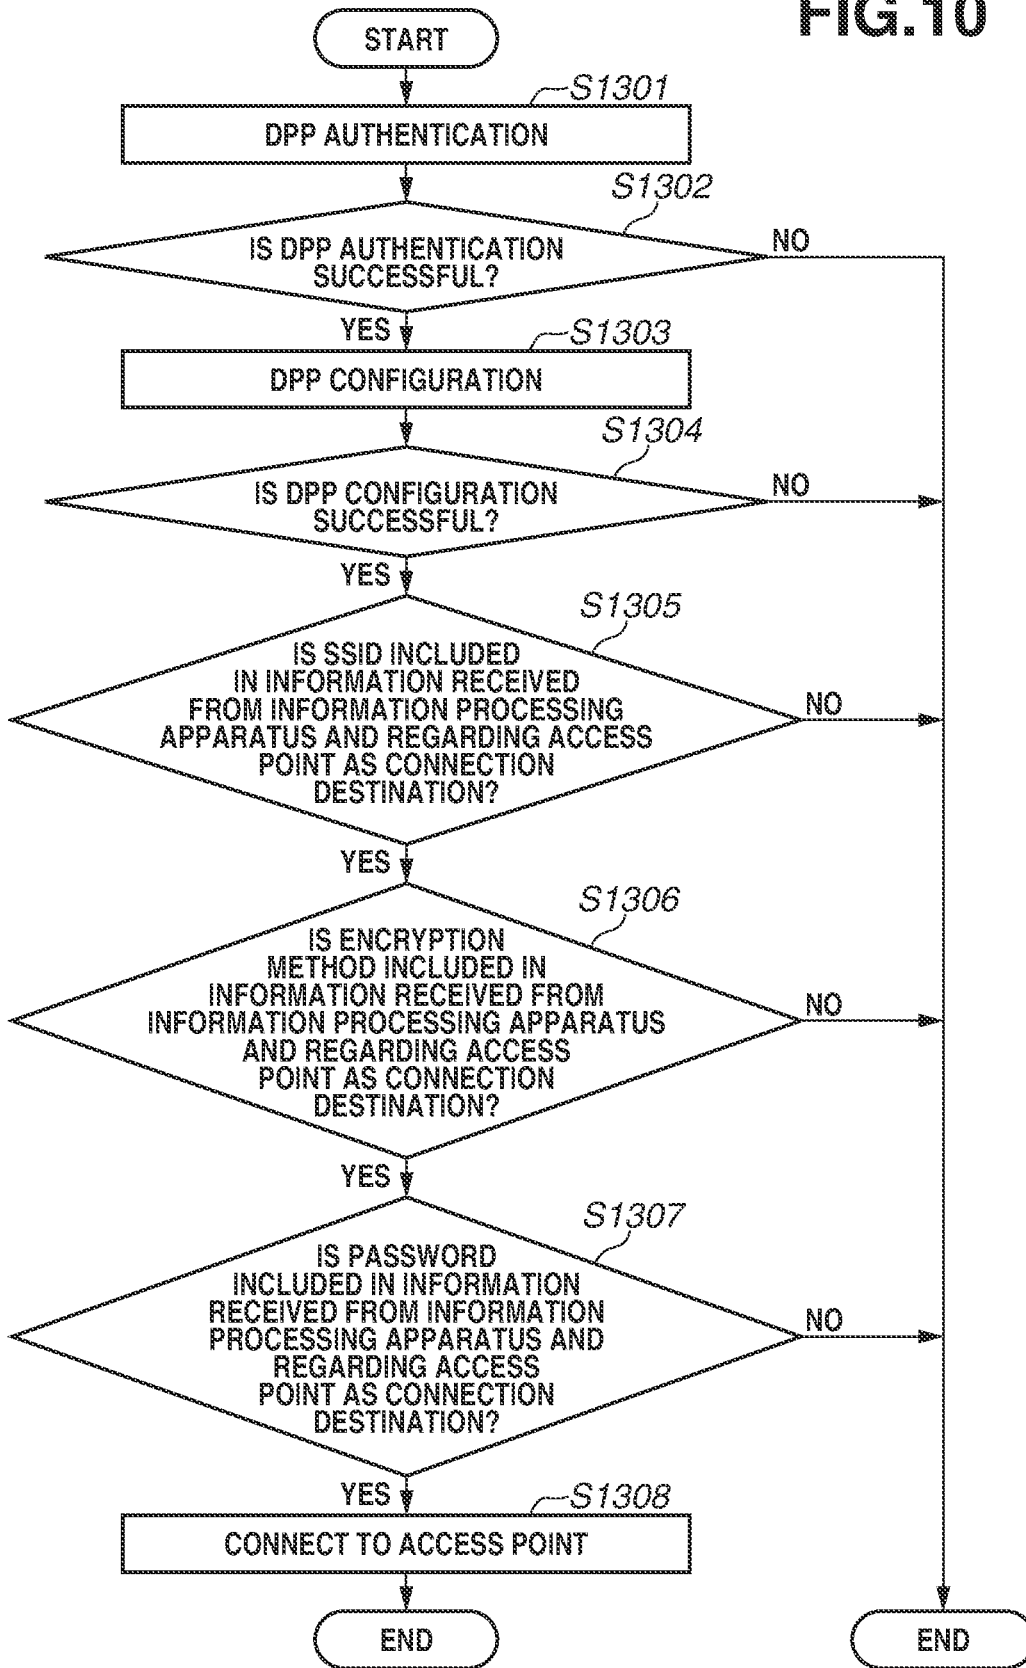 FIG.10
START
S1301
DPP AUTHENTICATION
S1302
IS DPP AUTHENTICATION
SUCCESSFUL?
NO
YES
S1303
DPP CONFIGURATION
S1304
IS DPP CONFIGURATION
SUCCESSFUL?
NO
YES
S1305
IS SSID INCLUDED
IN INFORMATION RECEIVED
FROM INFORMATION PROCESSING
APPARATUS AND REGARDING ACCESS
POINT AS CONNECTION
DESTINATION?
NO
YES
S1306
IS ENCRYPTION
METHOD INCLUDED IN
INFORMATION RECEIVED FROM
INFORMATION PROCESSING APPARATUS
AND REGARDING ACCESS
POINT AS CONNECTION
DESTINATION?
NO
YES
S1307
IS PASSWORD
INCLUDED IN INFORMATION
RECEIVED FROM INFORMATION
PROCESSING APPARATUS AND
REGARDING ACCESS
POINT AS CONNECTION
DESTINATION?
NO
YES
S1308
CONNECT TO ACCESS POINT
END
END